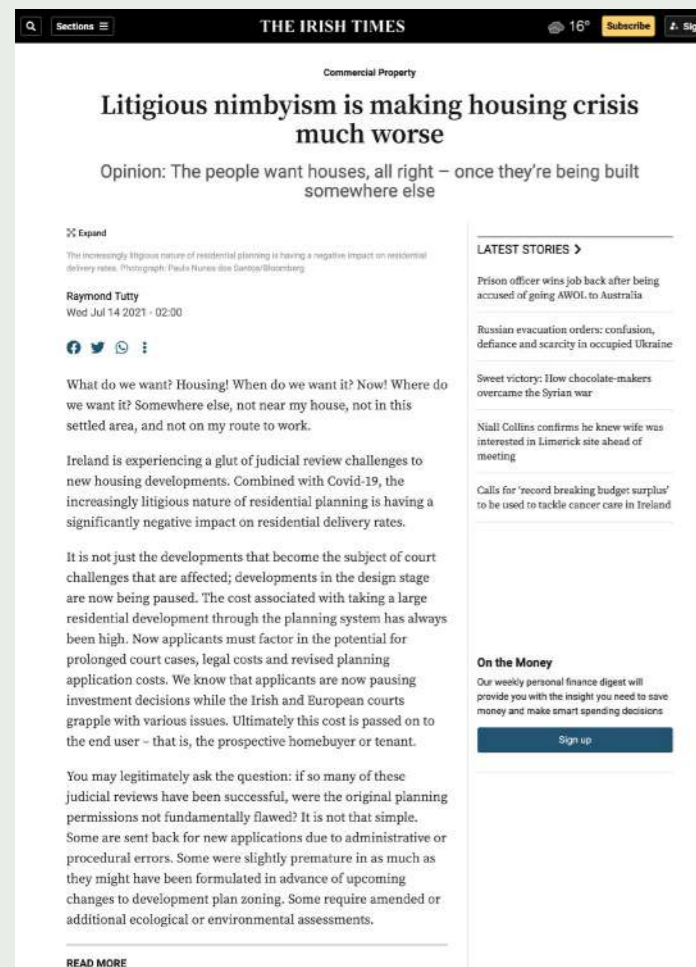 Sections
THE IRISH TIMES
16°
Subscribe
Sig
Commercial Property
Litigious nimbyism is making housing crisis
much worse
Opinion: The people want houses, all right – once they're being built
somewhere else
Expand
The increasingly litigious nature of residential planning is having a negative impact on residential
delivery rates. Photograph: Paulo Nunes dos Santos/Bloomberg
Raymond Tutty
Wed Jul 14 2021 - 02:00
What do we want? Housing! When do we want it? Now! Where do
we want it? Somewhere else, not near my house, not in this
settled area, and not on my route to work.
Ireland is experiencing a glut of judicial review challenges to
new housing developments. Combined with Covid-19, the
increasingly litigious nature of residential planning is having a
significantly negative impact on residential delivery rates.
It is not just the developments that become the subject of court
challenges that are affected; developments in the design stage
are now being paused. The cost associated with taking a large
residential development through the planning system has always
been high. Now applicants must factor in the potential for
prolonged court cases, legal costs and revised planning
application costs. We know that applicants are now pausing
investment decisions while the Irish and European courts
grapple with various issues. Ultimately this cost is passed on to
the end user – that is, the prospective homebuyer or tenant.
You may legitimately ask the question: if so many of these
judicial reviews have been successful, were the original planning
permissions not fundamentally flawed? It is not that simple.
Some are sent back for new applications due to administrative or
procedural errors. Some were slightly premature in as much as
they might have been formulated in advance of upcoming
changes to development plan zoning. Some require amended or
additional ecological or environmental assessments.
READ MORE
LATEST STORIES
Prison officer wins job back after being
accused of going AWOL to Australia
Russian evacuation orders: confusion,
defiance and scarcity in occupied Ukraine
Sweet victory: How chocolate-makers
overcame the Syrian war
Niall Collins confirms he knew wife was
interested in Limerick site ahead of
meeting
Calls for 'record breaking budget surplus'
to be used to tackle cancer care in Ireland
On the Money
Our weekly personal finance digest will
provide you with the insight you need to save
money and make smart spending decisions
Sign up